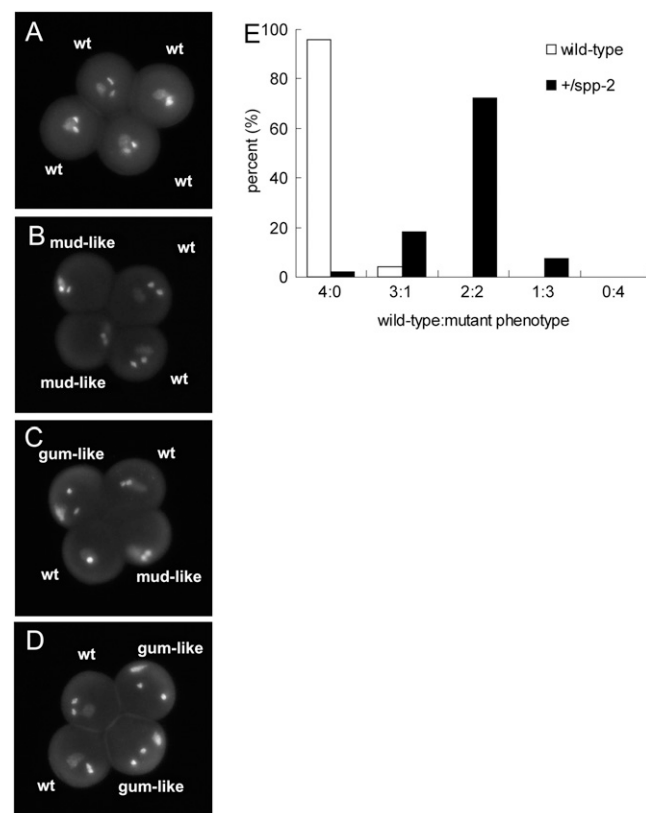 A
wt
wt
wt
wt
B
mud-like
wt
mud-like
wt
C
gum-like
wt
wt
mud-like
D
wt
gum-like
wt
gum-like
E
100
80
60
40
20
0
percent (%)
wild-type
+/spp-2
4:0 3:1 2:2 1:3 0:4
wild-type:mutant phenotype